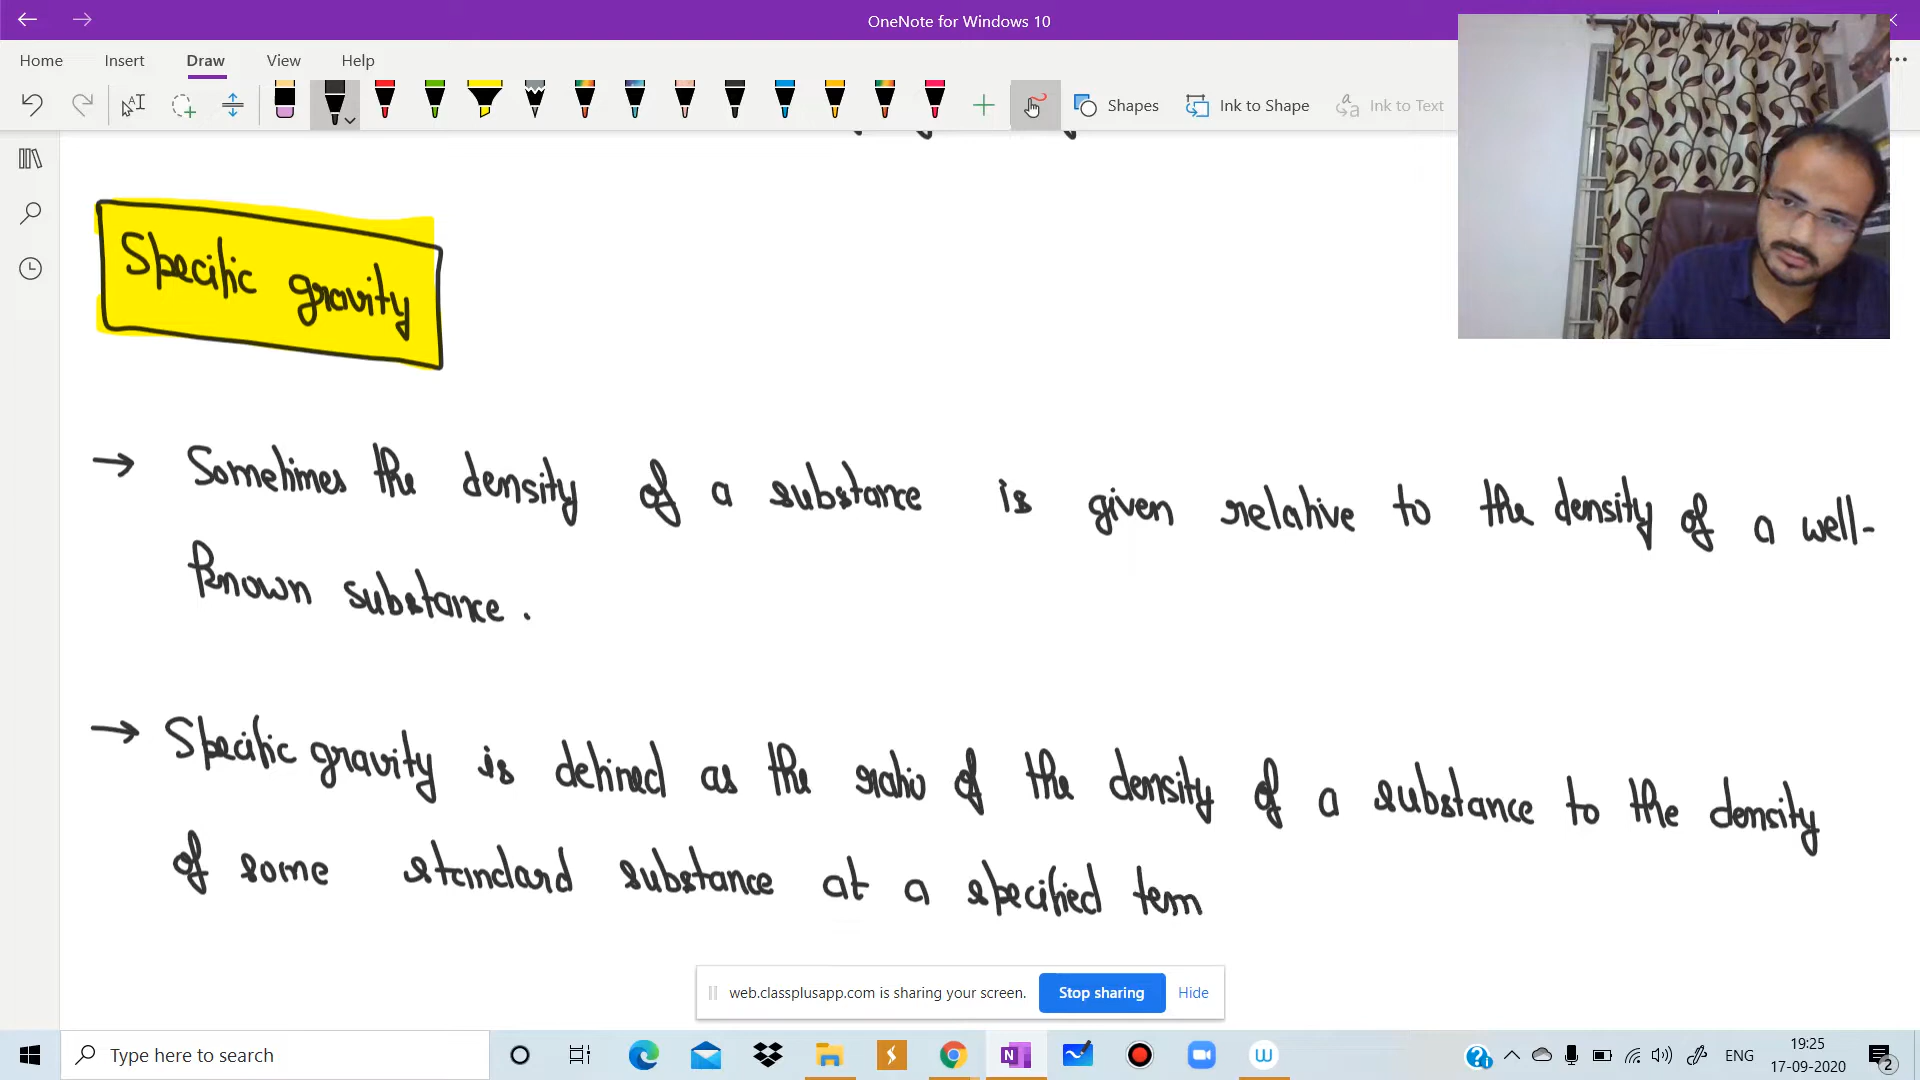 OneNote for Windows 10
Home Insert Draw View Help
Shapes Ink to Shape Ink to Text
Specific gravity
→ Sometimes the density of a substance is given relative to the density of a well-
known substance.
→ Specific gravity is defined as the ratio of the density of a substance to the density
of some standard substance at a specified tem
web.classplusapp.com is sharing your screen. Stop sharing Hide
Type here to search
ENG
19:25
17-09-2020
2